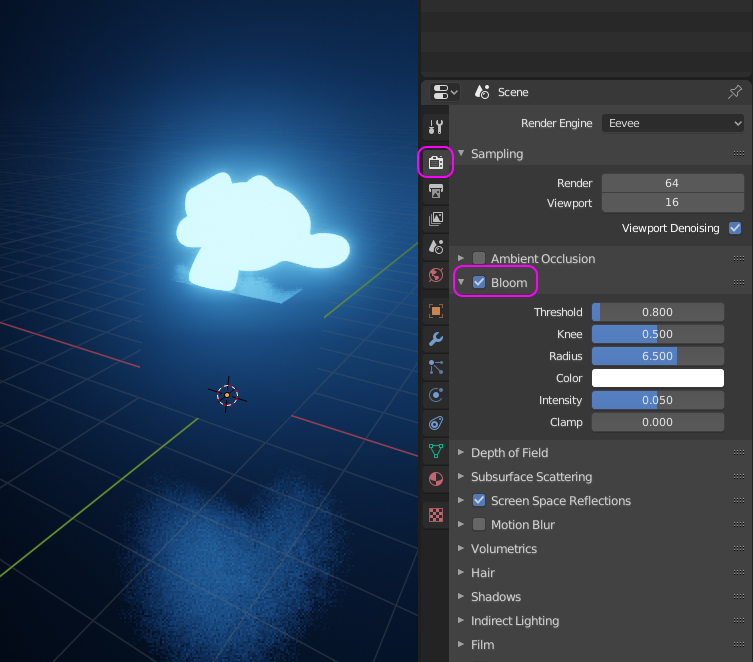 Scene
Render Engine Eevee
Sampling
Render 64
Viewport 16
Viewport Denoising
Ambient Occlusion
Bloom
Threshold 0.800
Knee 0.500
Radius 6.500
Color
Intensity 0.050
Clamp 0.000
Depth of Field
Subsurface Scattering
Screen Space Reflections
Motion Blur
Volumetrics
Hair
Shadows
Indirect Lighting
Film